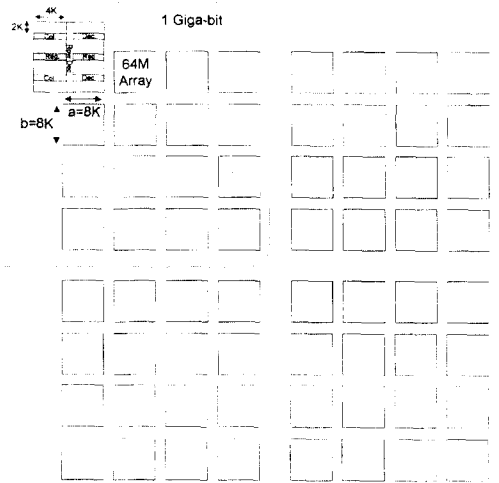 4K
1 Giga-bit
2K
Col Dec
Reg Reg
64M
Array
Col Dec
a=8K
b=8K